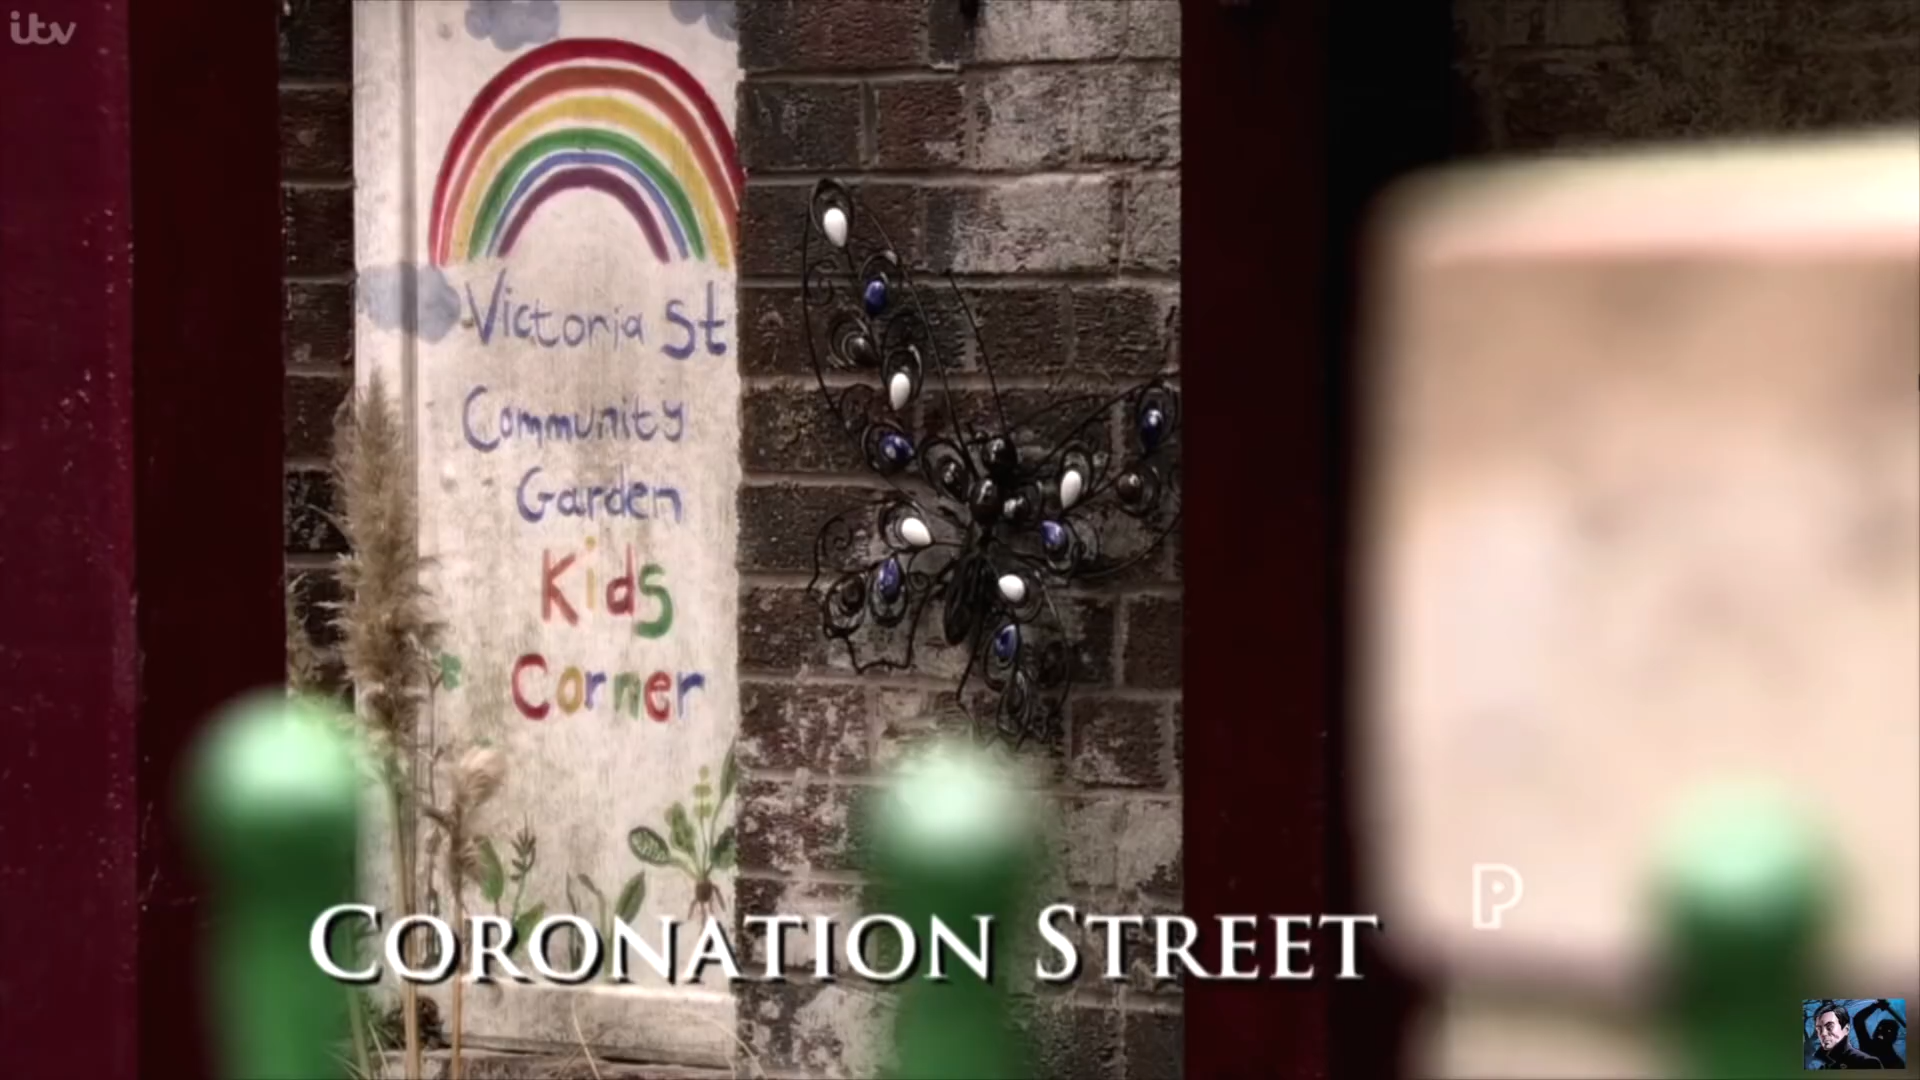 itv
Victoria St
Community
Garden
Kids
Corner
CORONATION STREET
P